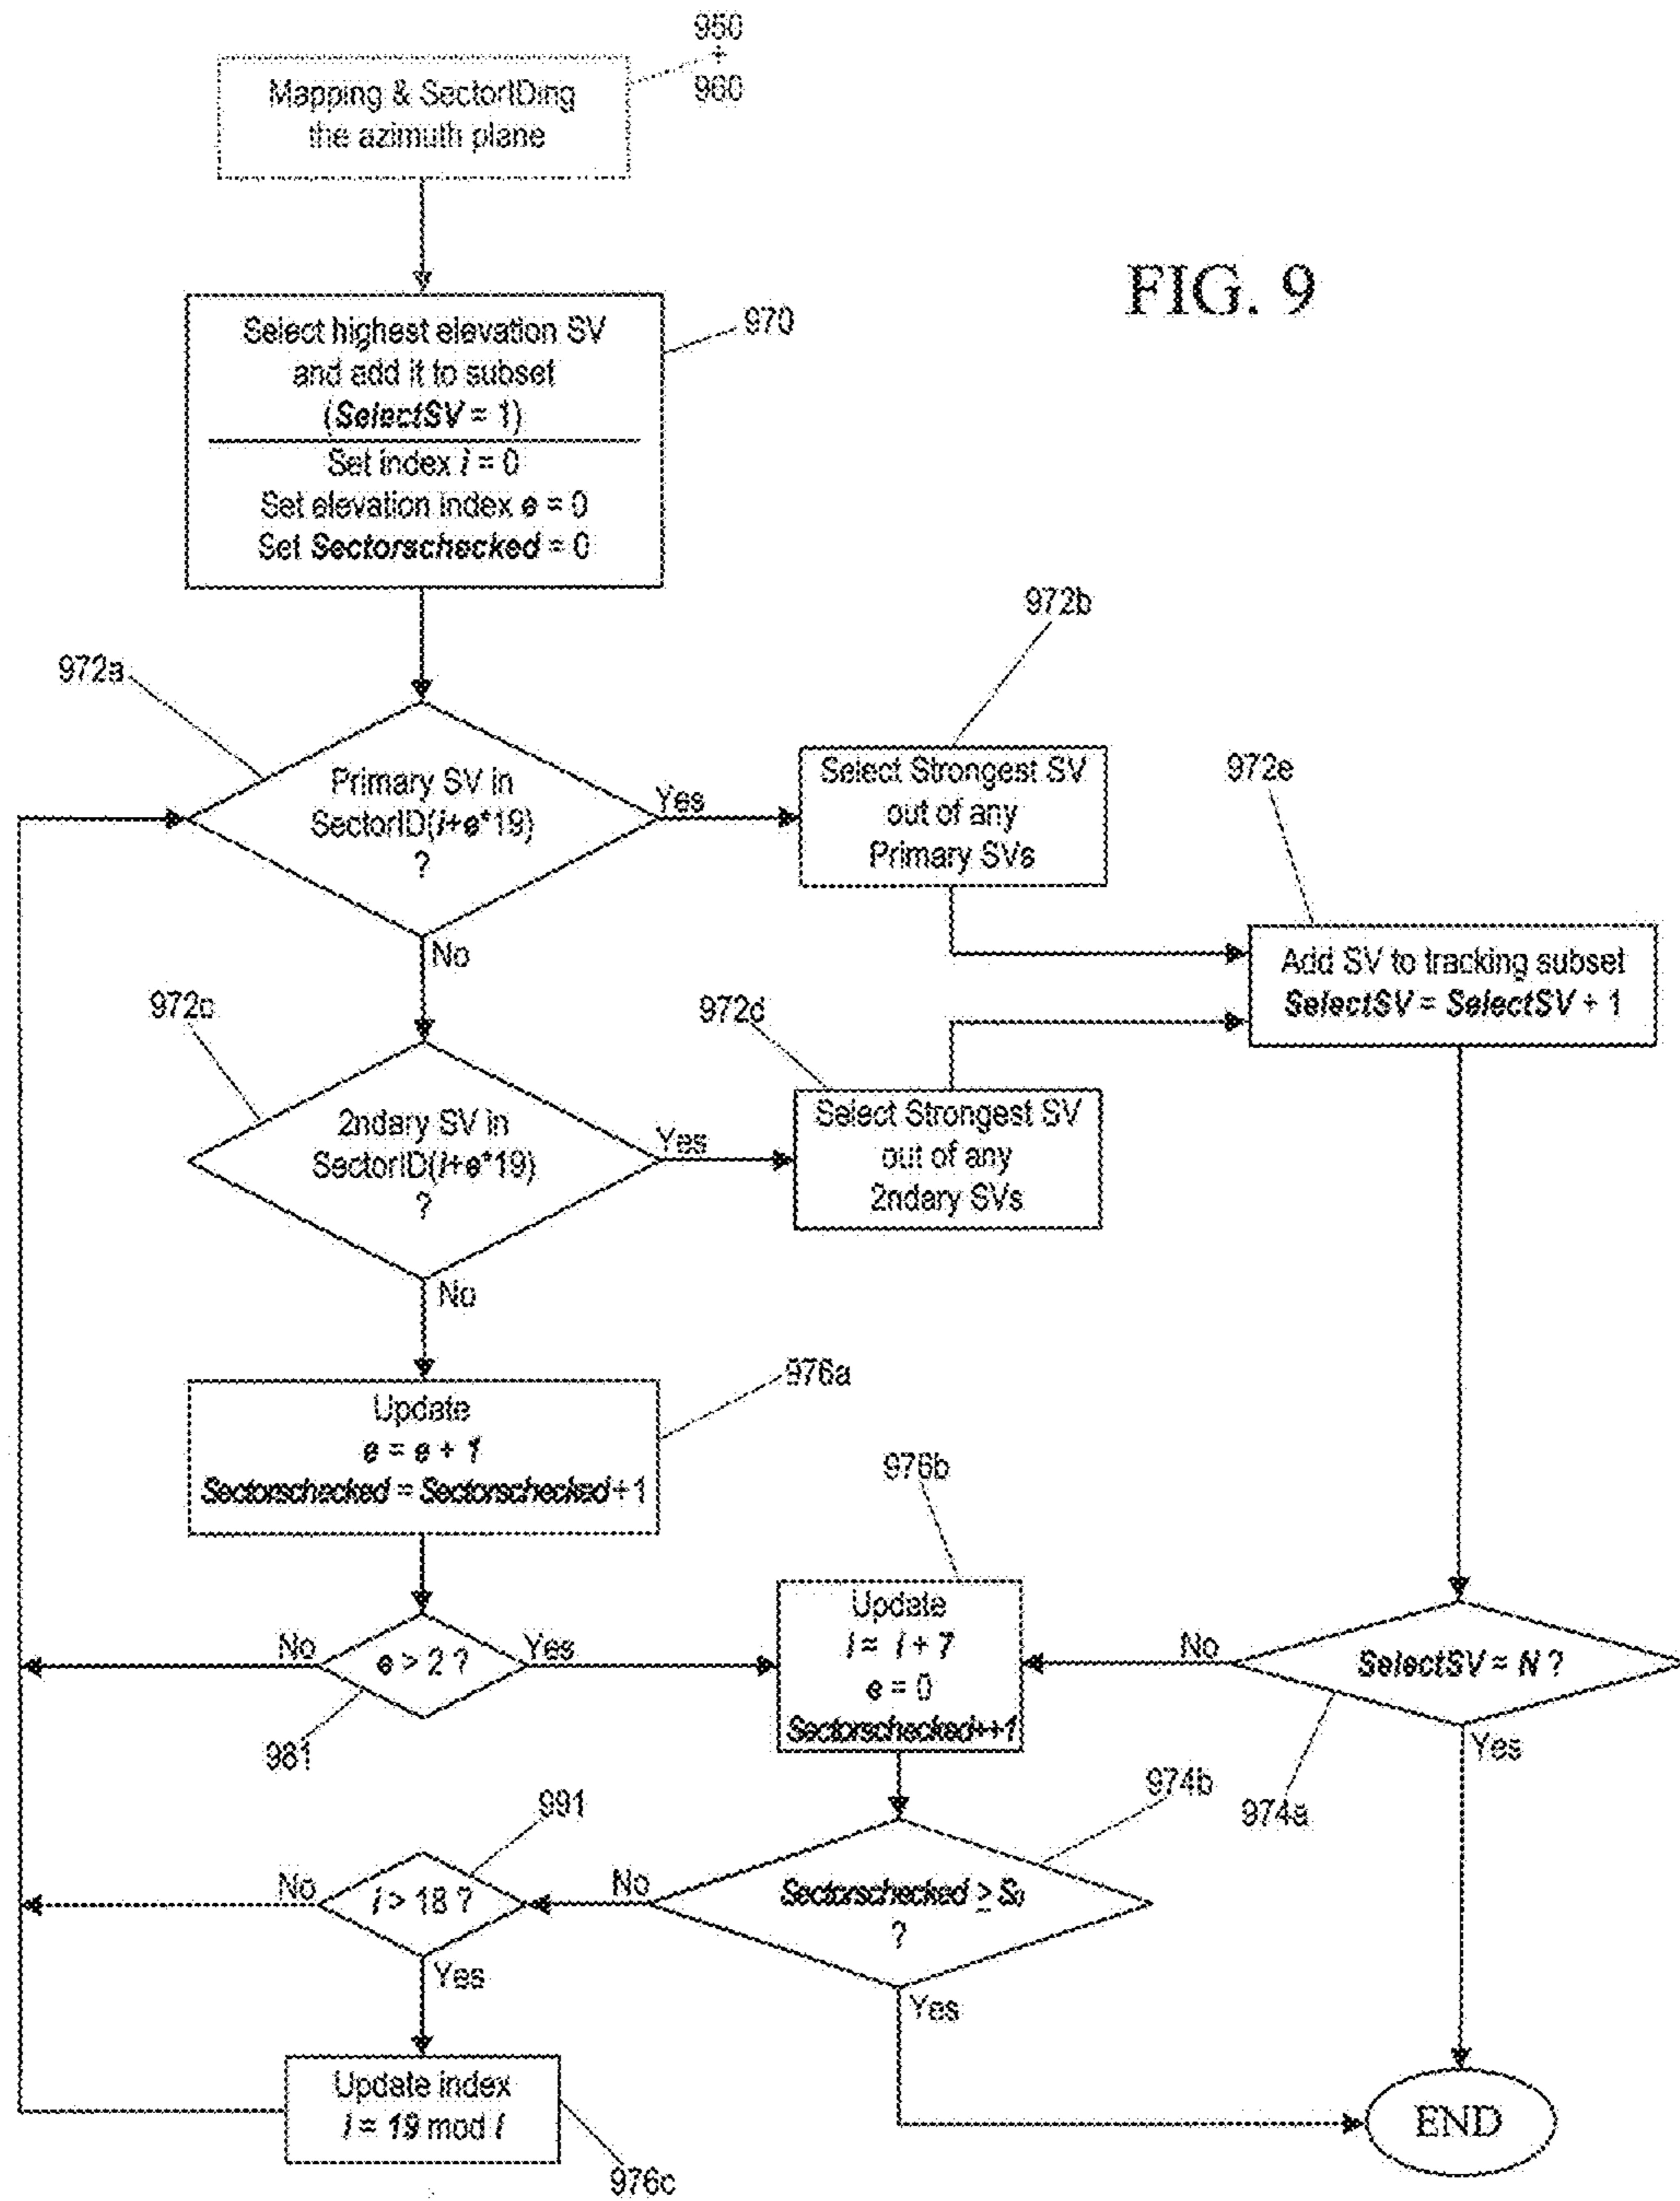 950
+
960
Mapping & SectorIDing
the azimuth plane
FIG. 9
Select highest elevation SV
and add it to subset
(SelectSV = 1)
Set index i = 0
Set elevation index e = 0
Set Sectorschecked = 0
970
972b
972a
972e
Primary SV in
SectorID(i+e*19)
?
Yes
Select Strongest SV
out of any
Primary SVs
No
Add SV to tracking subset
SelectSV = SelectSV + 1
972c
972d
2ndary SV in
SectorID(i+e*19)
?
Yes
Select Strongest SV
out of any
2ndary SVs
No
976a
Update
e = e + 1
Sectorschecked = Sectorschecked+1
976b
Update
i = i + 7
e = 0
Sectorschecked++1
No
e > 2 ?
Yes
No
SelectSV = N ?
981
Yes
974b
974a
991
No
i > 18 ?
No
Sectorschecked ≥ S0
?
Yes
Yes
Update index
i = 19 mod i
END
976c